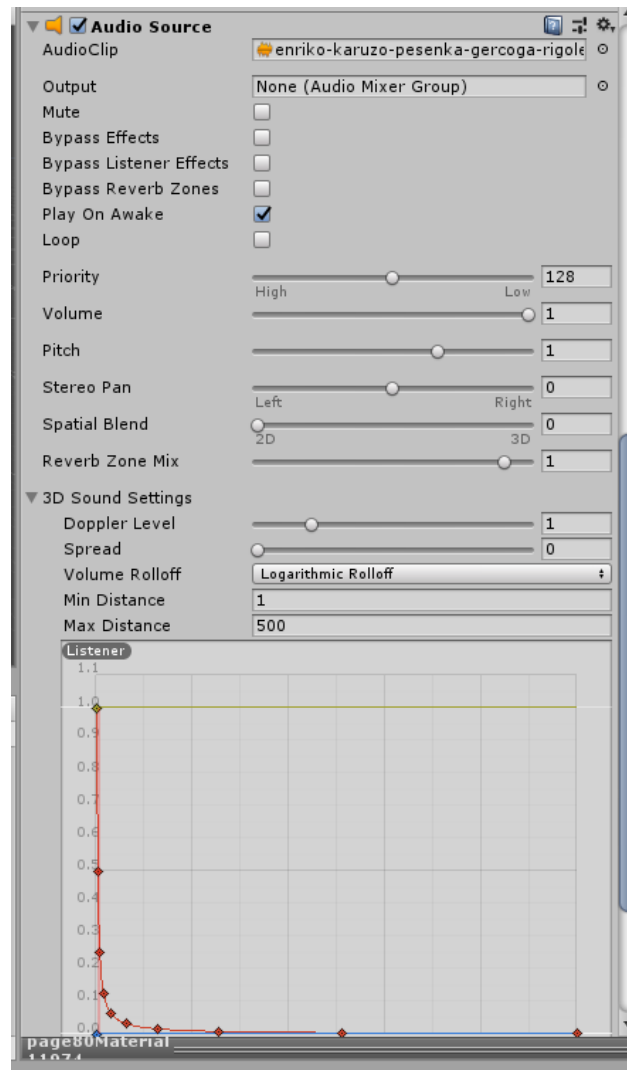 Audio Source
AudioClip enriko-karuzo-pesenka-gercoga-rigole
Output None (Audio Mixer Group)
Mute
Bypass Effects
Bypass Listener Effects
Bypass Reverb Zones
Play On Awake
Loop
Priority 128
High Low
Volume 1
Pitch 1
Stereo Pan 0
Left Right
Spatial Blend 0
2D 3D
Reverb Zone Mix 1
3D Sound Settings
Doppler Level 1
Spread 0
Volume Rolloff Logarithmic Rolloff
Min Distance 1
Max Distance 500
Listener
1.1
1.0
0.9
0.8
0.7
0.6
0.5
0.4
0.3
0.2
0.1
0.0
page80Material